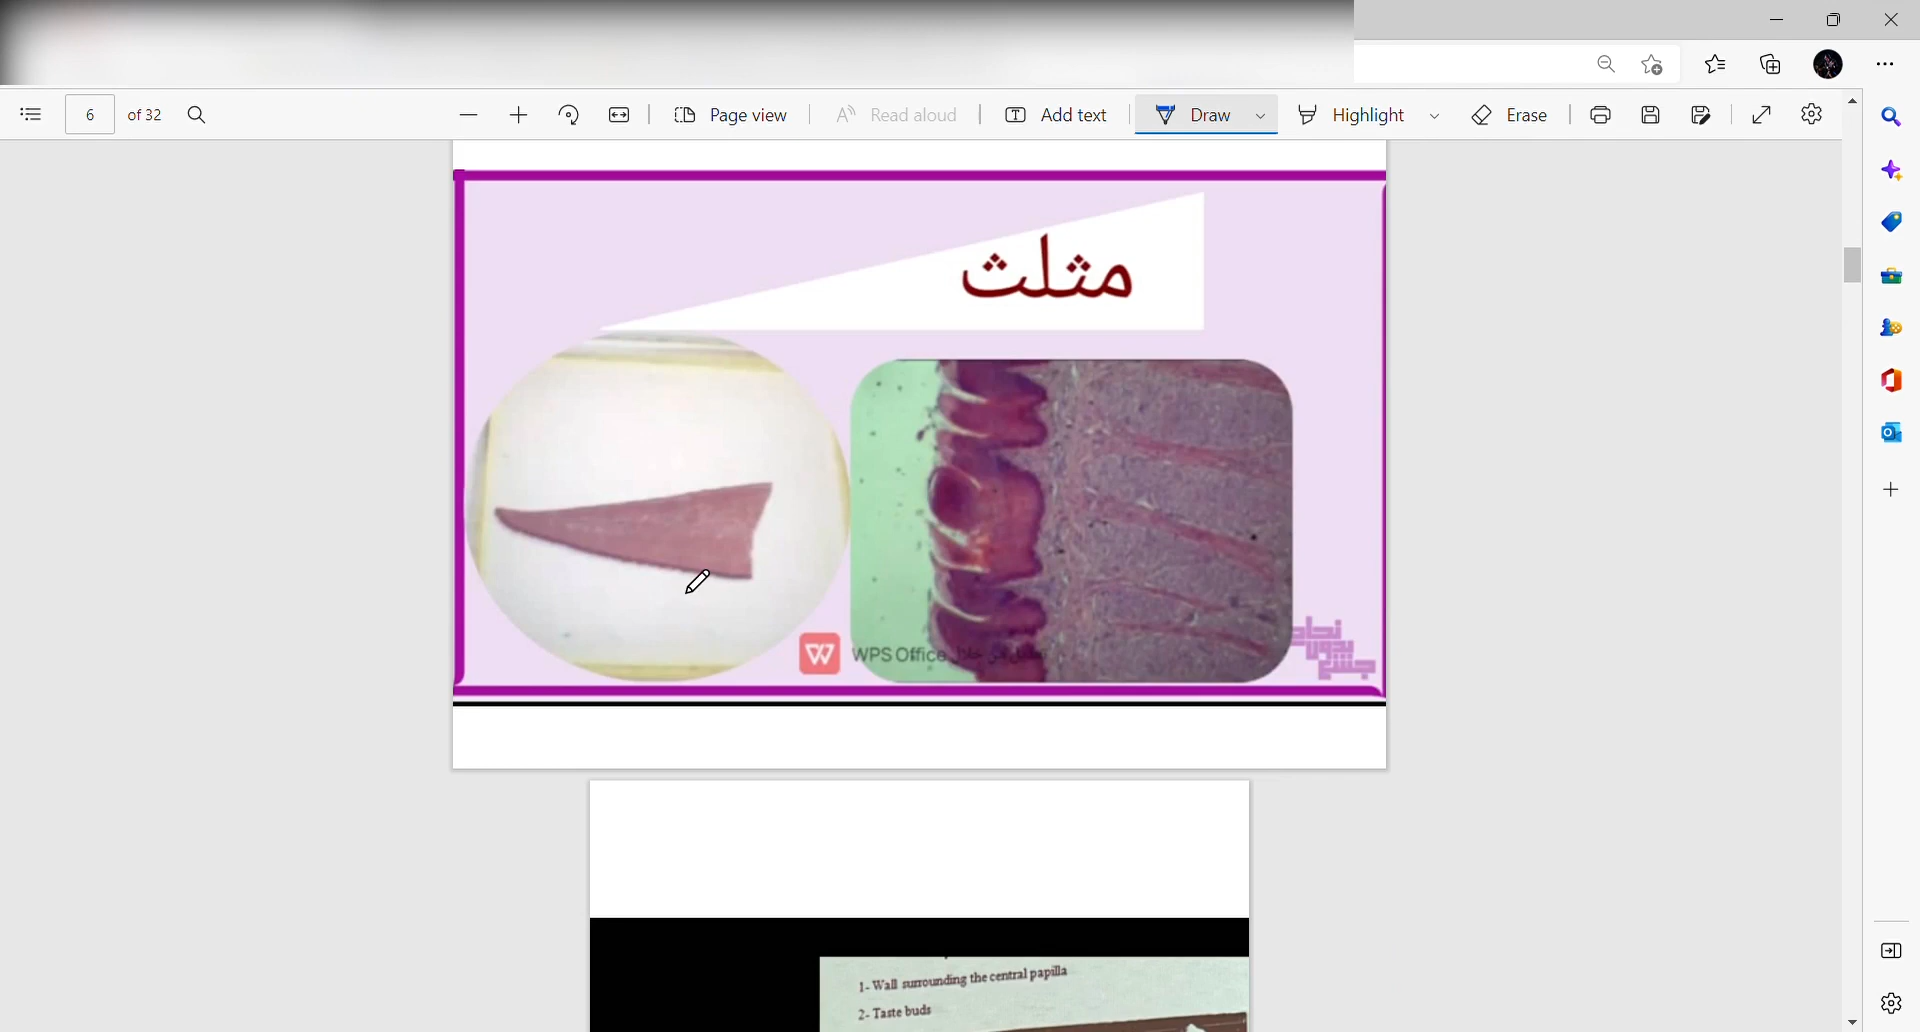 6 of 32
Page view
Read aloud
Add text
Draw
Highlight
Erase
مثلث
WPS Office
1- Wall surrounding the central papilla
2- Taste buds